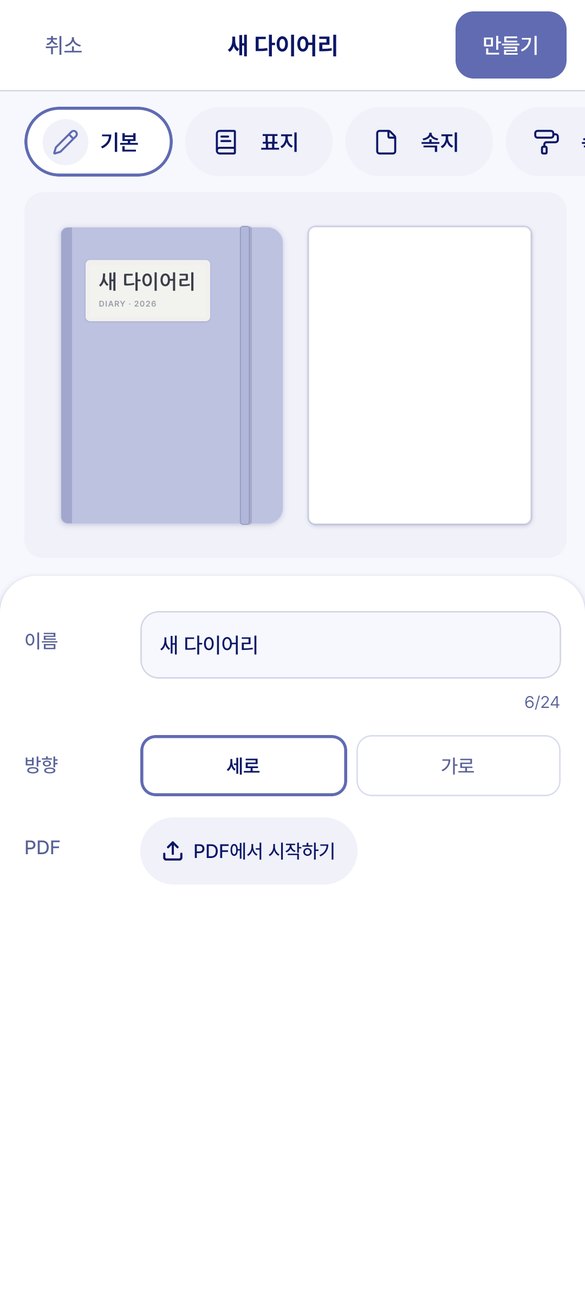 취소
새 다이어리
만들기
기본
표지
속지
새 다이어리
DIARY · 2026
이름
새 다이어리
6/24
방향
세로
가로
PDF
PDF에서 시작하기